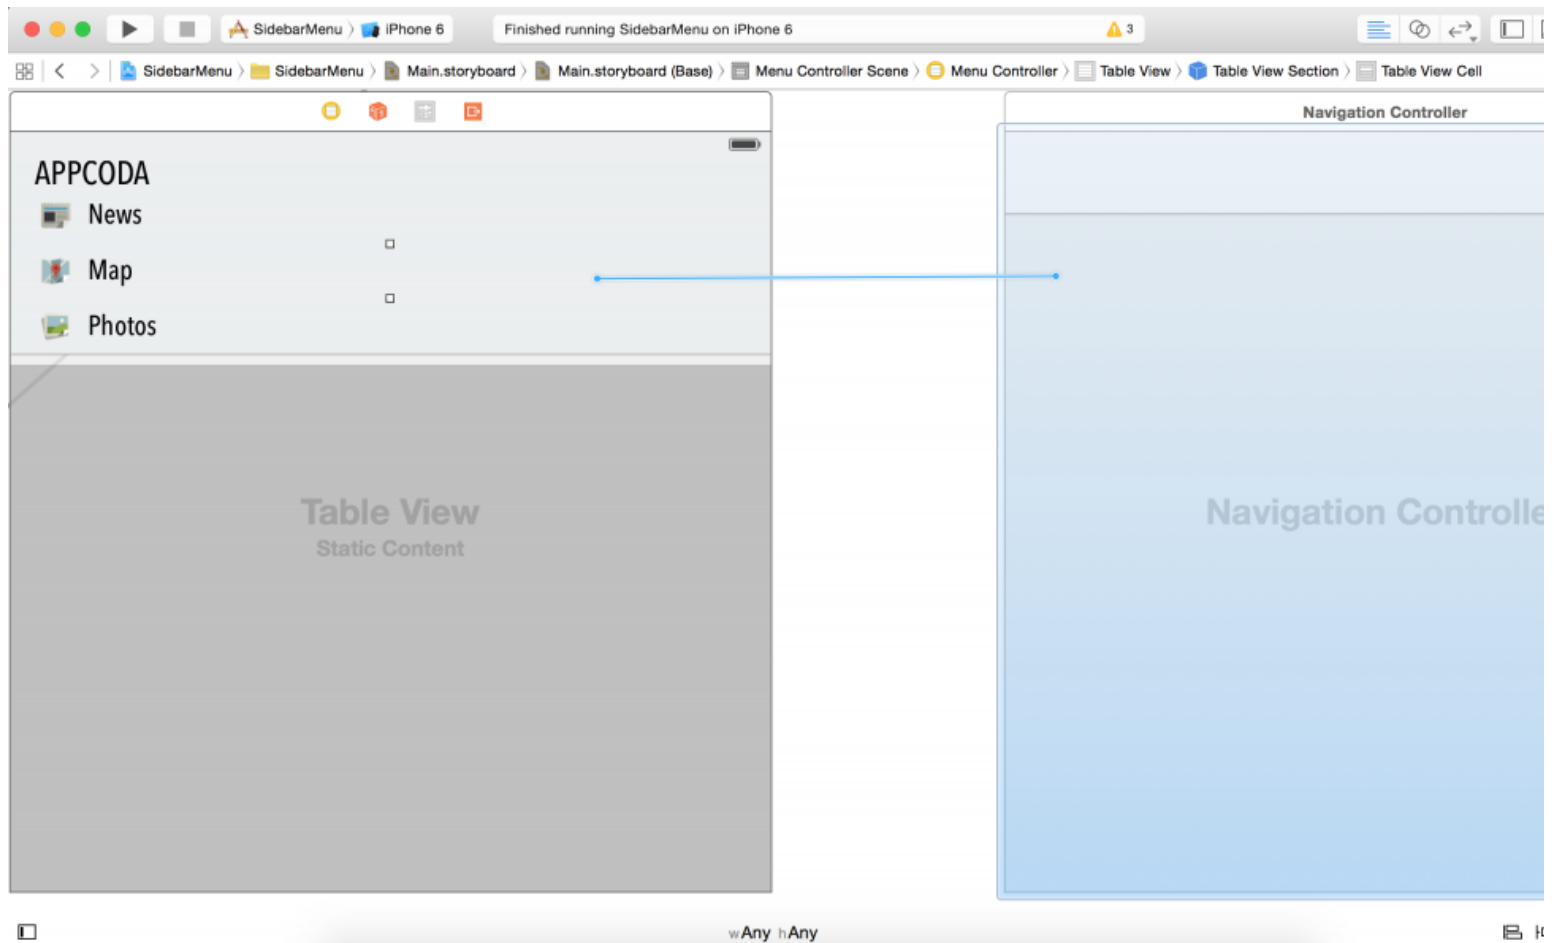 SidebarMenu 〉 iPhone 6 Finished running SidebarMenu on iPhone 6 3
SidebarMenu 〉 SidebarMenu 〉 Main.storyboard 〉 Main.storyboard (Base) 〉 Menu Controller Scene 〉 Menu Controller 〉 Table View 〉 Table View Section 〉 Table View Cell
Navigation Controller
APPCODA
News
Map
Photos
Table View
Static Content
Navigation Controlle
wAny hAny